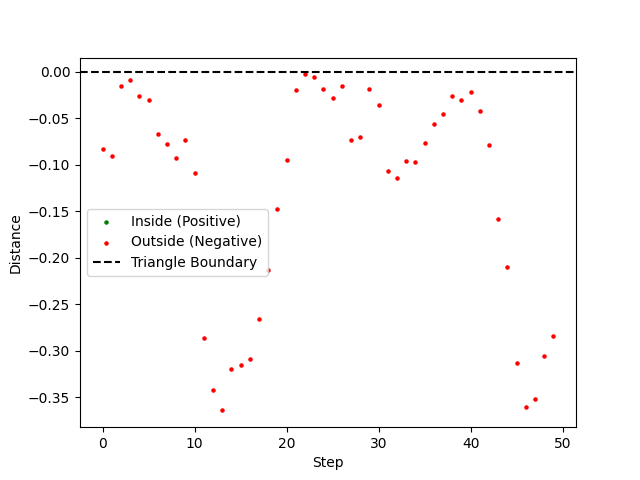 0.00
−0.05
−0.10
−0.15
−0.20
−0.25
−0.30
−0.35
Distance
Inside (Positive)
Outside (Negative)
Triangle Boundary
0 10 20 30 40 50
Step